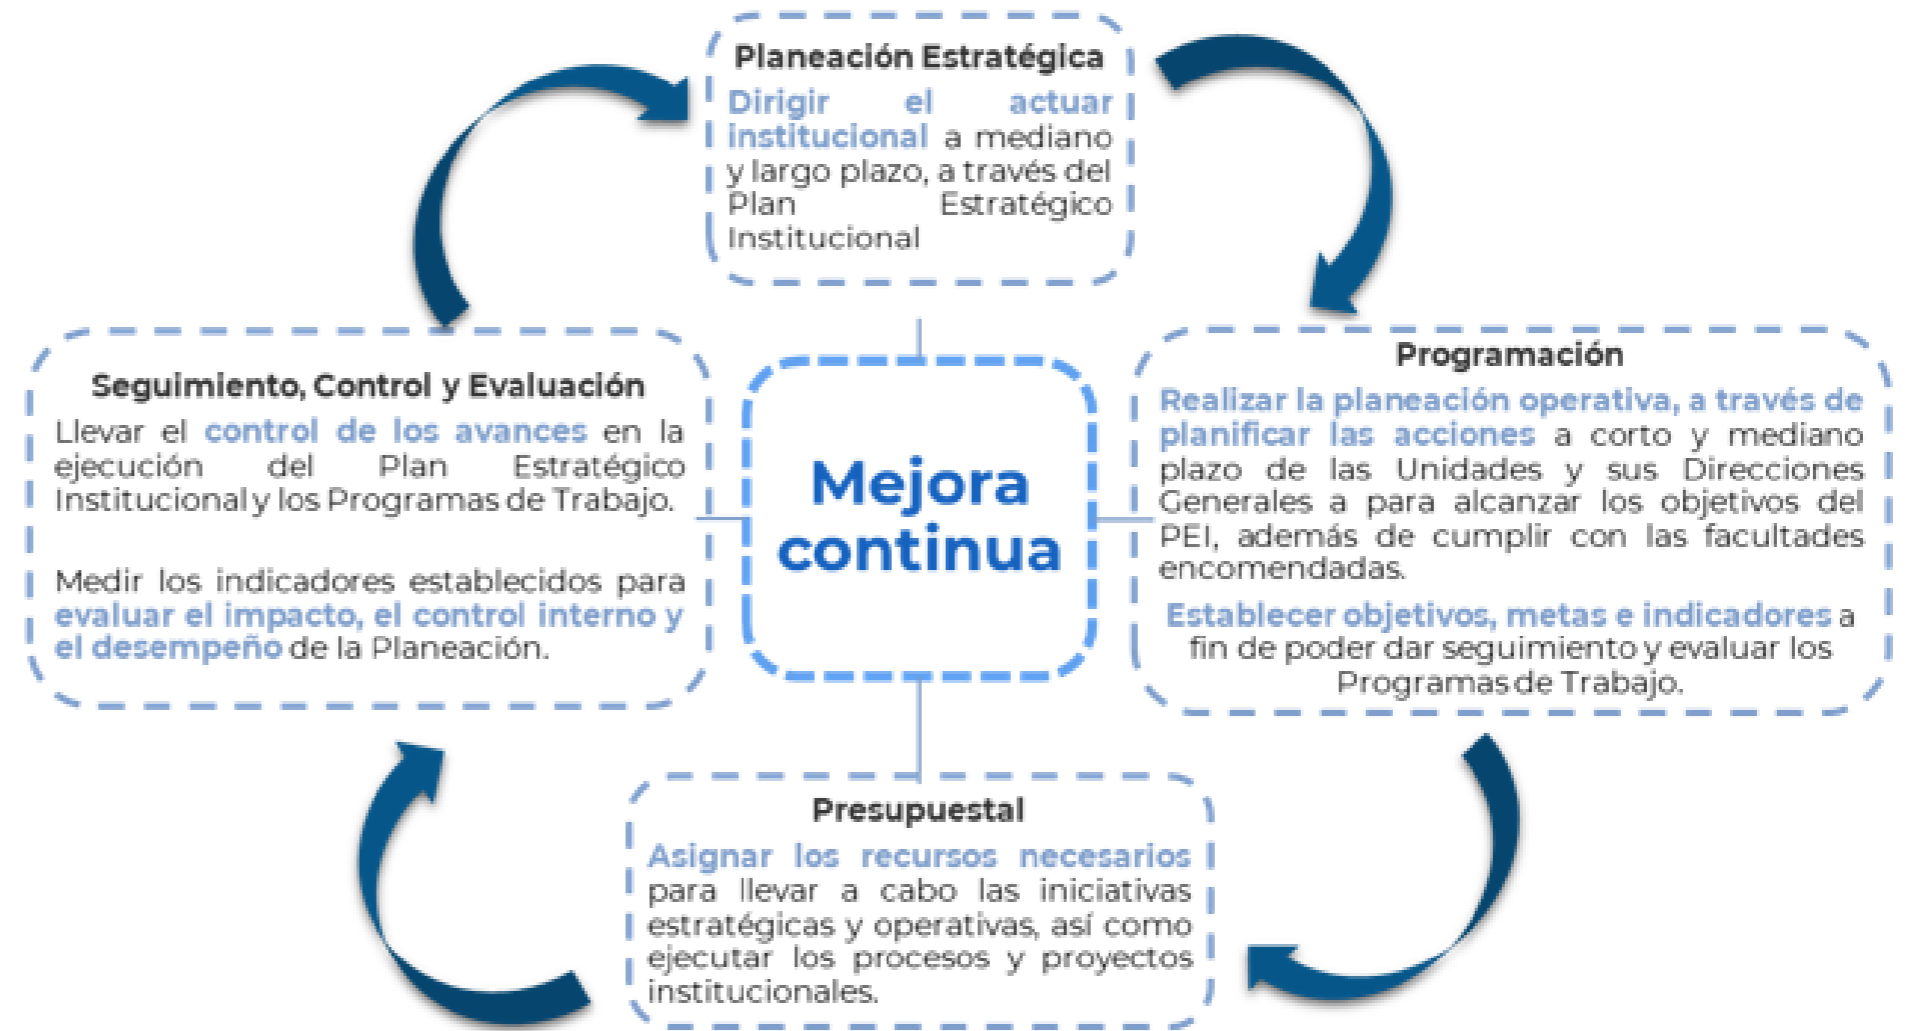 Planeación Estratégica
Dirigir el actuar
institucional a mediano
y largo plazo, a través del
Plan Estratégico
Institucional
Programación
Realizar la planeación operativa, a través de
planificar las acciones a corto y mediano
plazo de las Unidades y sus Direcciones
Generales a para alcanzar los objetivos del
PEI, además de cumplir con las facultades
encomendadas.
Establecer objetivos, metas e indicadores a
fin de poder dar seguimiento y evaluar los
Programas de Trabajo.
Presupuestal
Asignar los recursos necesarios
para llevar a cabo las iniciativas
estratégicas y operativas, así como
ejecutar los procesos y proyectos
institucionales.
Seguimiento, Control y Evaluación
Llevar el control de los avances en la
ejecución del Plan Estratégico
Institucional y los Programas de Trabajo.
Medir los indicadores establecidos para
evaluar el impacto, el control interno y
el desempeño de la Planeación.
Mejora
continua